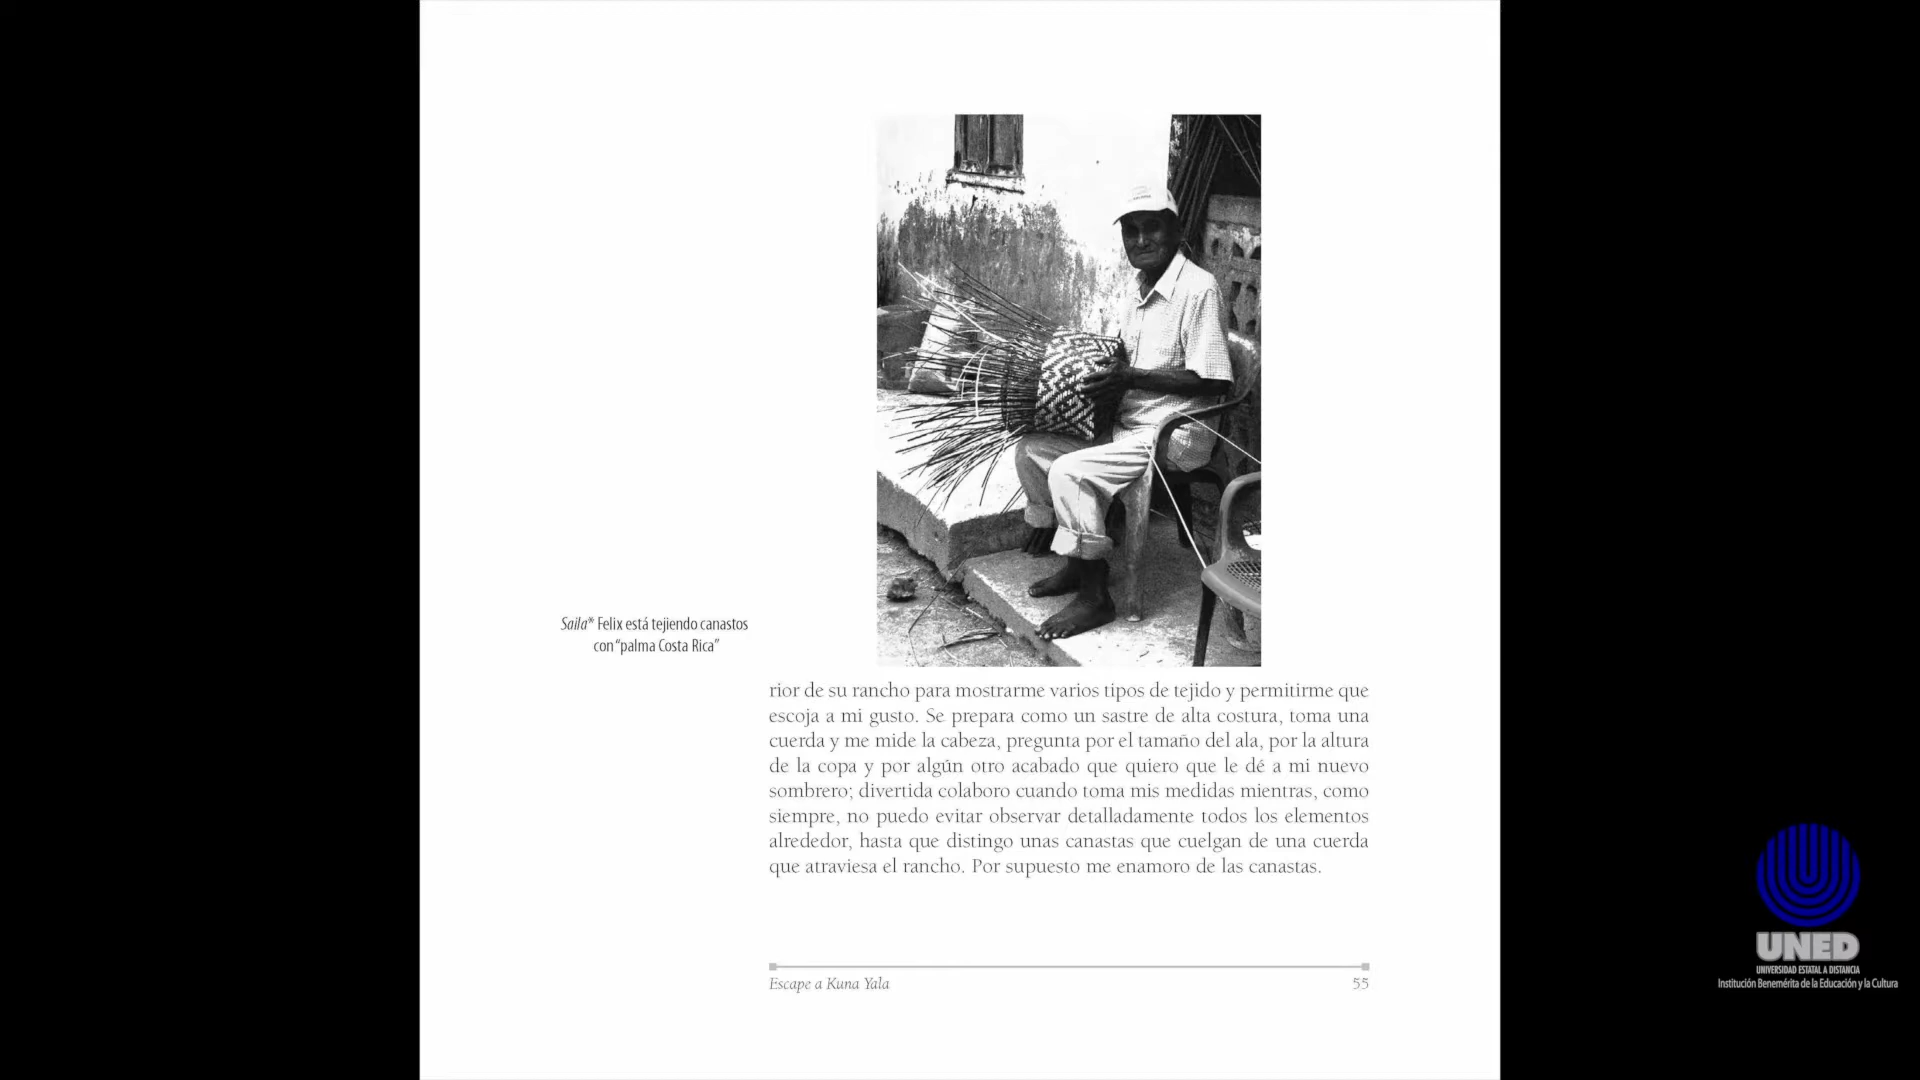 Saila* Felix está tejiendo canastos
con “palma Costa Rica”
rior de su rancho para mostrarme varios tipos de tejido y permitirme que
escoja a mi gusto. Se prepara como un sastre de alta costura, toma una
cuerda y me mide la cabeza, pregunta por el tamaño del ala, por la altura
de la copa y por algún otro acabado que quiero que le dé a mi nuevo
sombrero; divertida colaboro cuando toma mis medidas mientras, como
siempre, no puedo evitar observar detalladamente todos los elementos
alrededor, hasta que distingo unas canastas que cuelgan de una cuerda
que atraviesa el rancho. Por supuesto me enamoro de las canastas.
Escape a Kuna Yala
55
UNED
UNIVERSIDAD ESTATAL A DISTANCIA
Institución Benemérita de la Educación y la Cultura